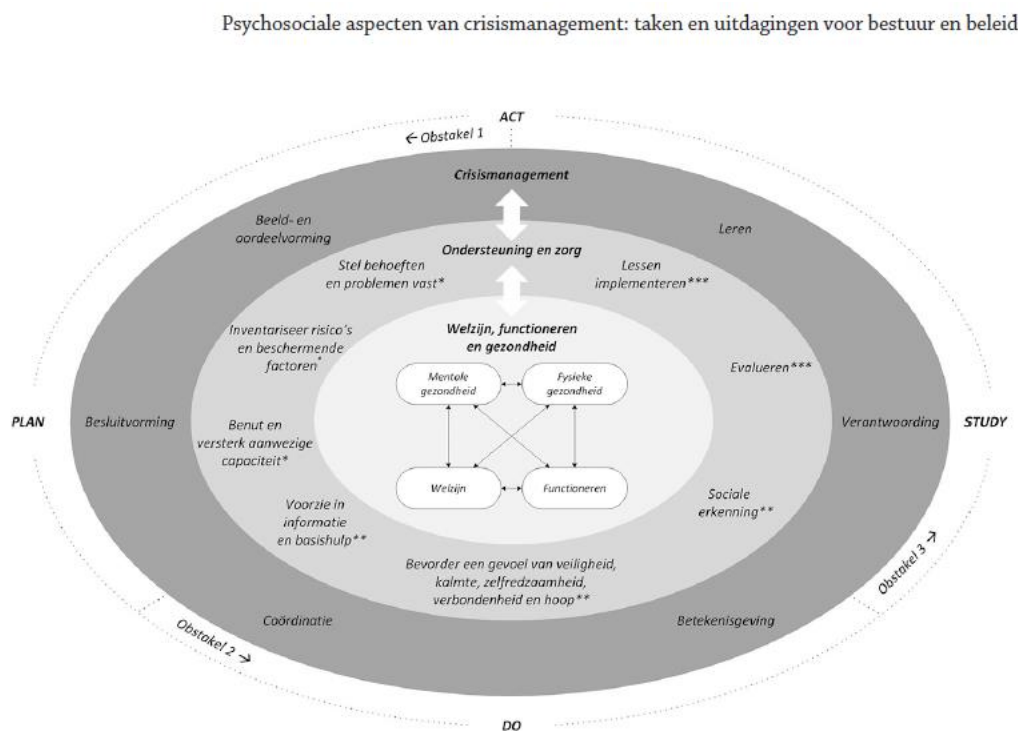 Psychosociale aspecten van crisismanagement: taken en uitdagingen voor bestuur en beleid
ACT
← Obstakel 1
Crisismanagement
Beeld- en
oordeelvorming
Leren
Ondersteuning en zorg
Stel behoeften
en problemen vast*
Lessen
implementeren***
Inventariseer risico's
en beschermende
factoren*
Welzijn, functioneren
en gezondheid
Evalueren***
Mentale
gezondheid
Fysieke
gezondheid
PLAN
Besluitvorming
Benut en
versterk aanwezige
capaciteit*
Verantwoording
STUDY
Welzijn
Functioneren
Voorzie in
informatie
en basishulp**
Sociale
erkenning**
Bevorder een gevoel van veiligheid,
kalmte, zelfredzaamheid,
verbondenheid en hoop**
Obstakel 3 →
Coördinatie
Betekenisgeving
Obstakel 2 →
DO